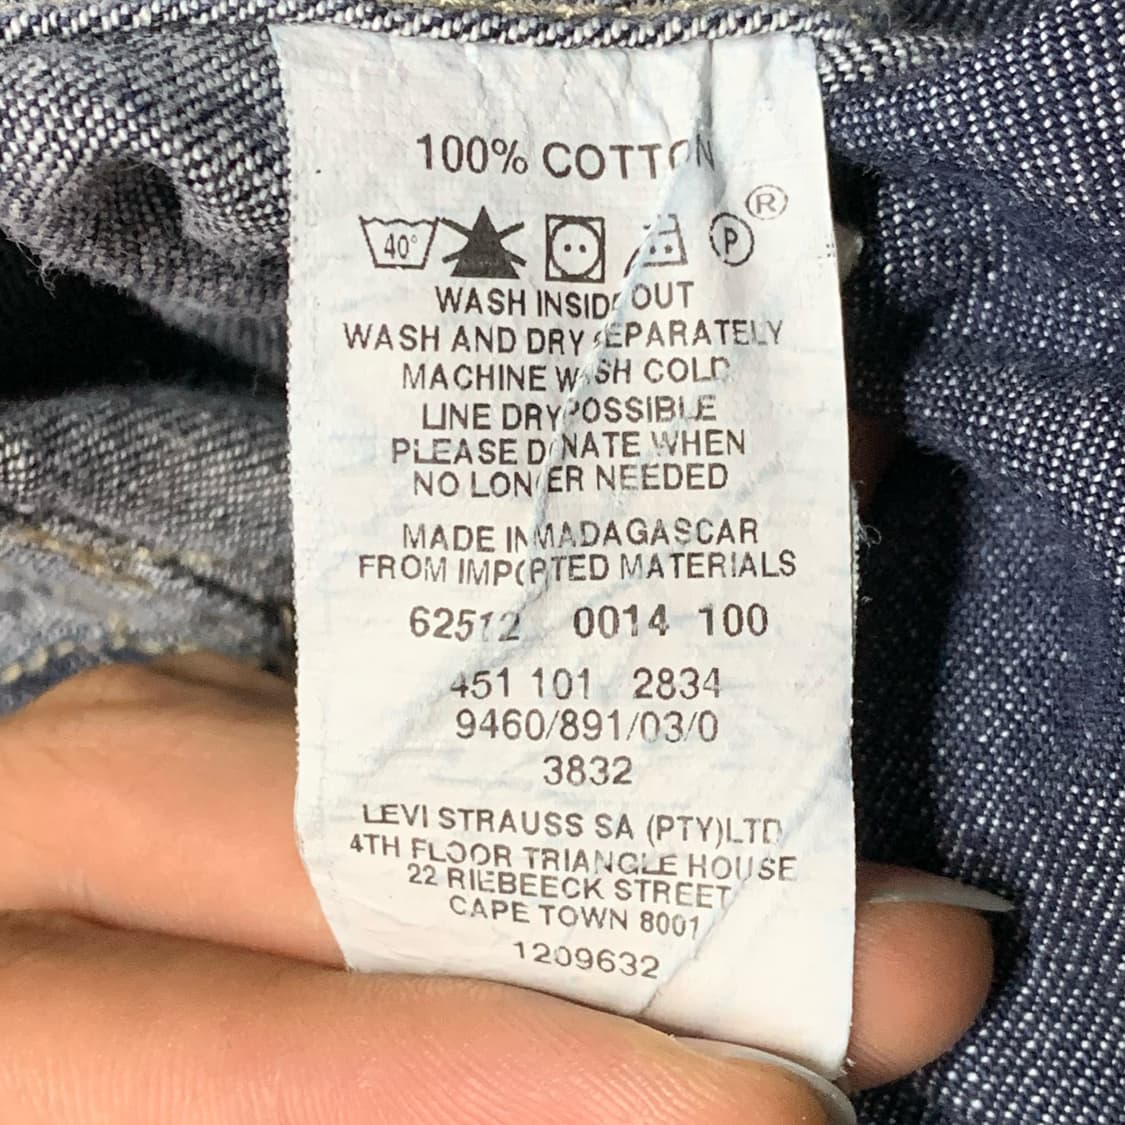 100% COTTON
40°
P
®
WASH INSIDE OUT
WASH AND DRY SEPARATELY
MACHINE WASH COLD
LINE DRY POSSIBLE
PLEASE DONATE WHEN
NO LONGER NEEDED
MADE IN MADAGASCAR
FROM IMPORTED MATERIALS
62512 0014 100
451 101 2834
9460/891/03/0
3832
LEVI STRAUSS SA (PTY)LTD
4TH FLOOR TRIANGLE HOUSE
22 RIEBEECK STREET
CAPE TOWN 8001
1209632